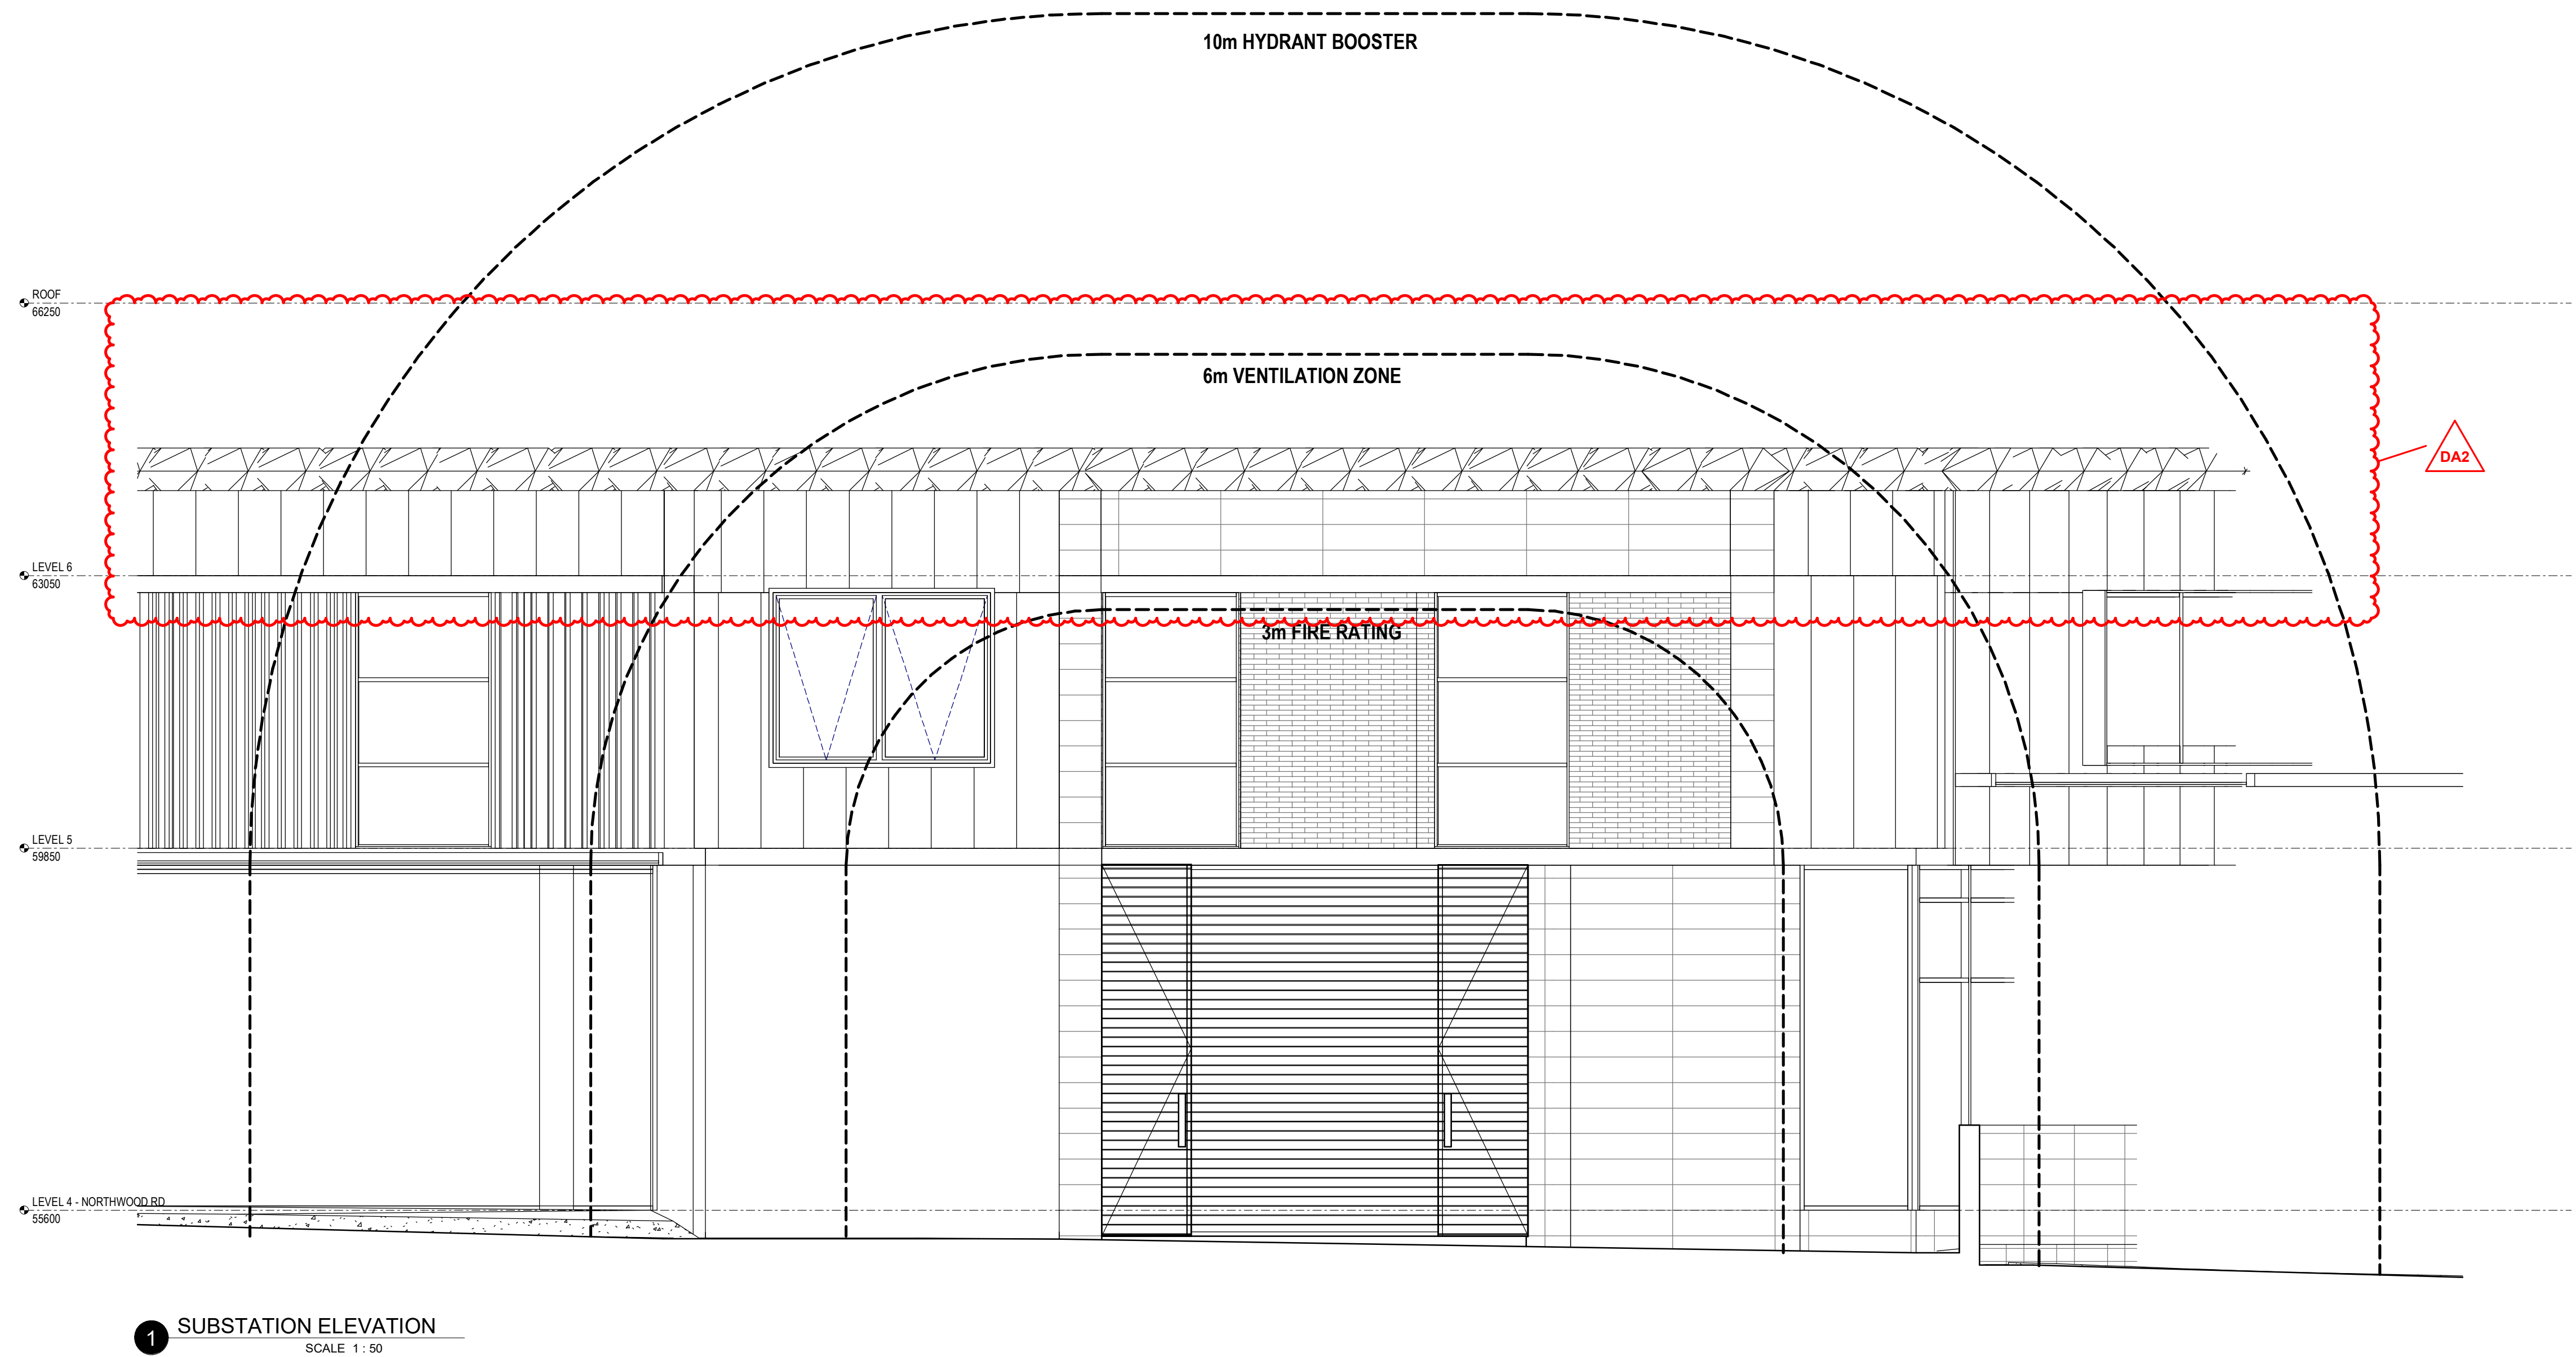 10m HYDRANT BOOSTER
ROOF
66250
6m VENTILATION ZONE
DA2
LEVEL 6
63050
3m FIRE RATING
LEVEL 5
59850
LEVEL 4 - NORTHWOOD RD
55600
1 SUBSTATION ELEVATION
SCALE 1 : 50